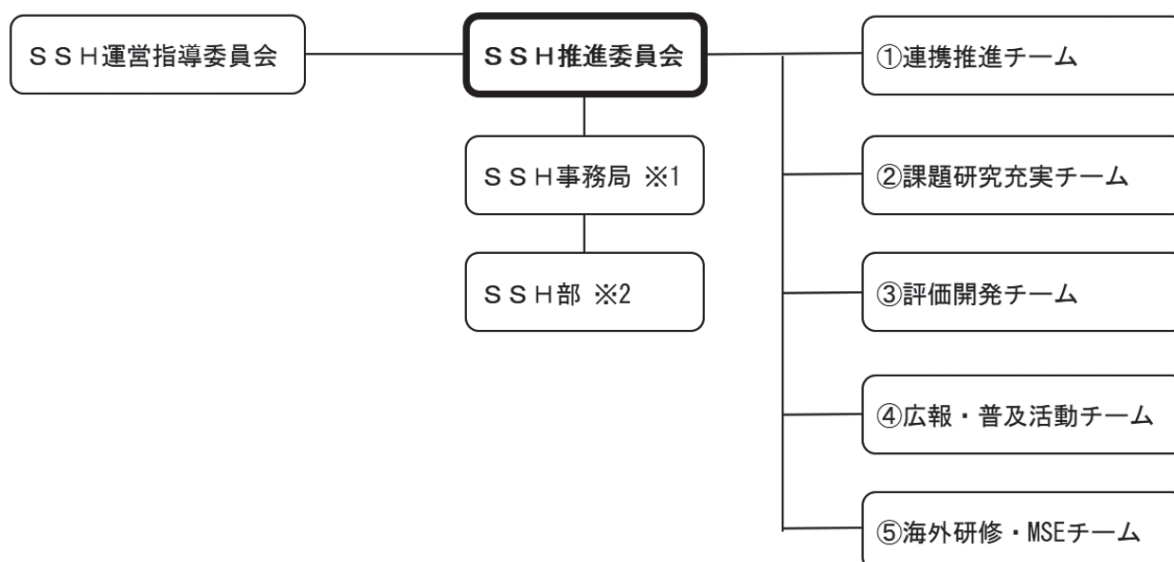 ＳＳＨ運営指導委員会
ＳＳＨ推進委員会
ＳＳＨ事務局 ※1
ＳＳＨ部 ※2
①連携推進チーム
②課題研究充実チーム
③評価開発チーム
④広報・普及活動チーム
⑤海外研修・MSEチーム